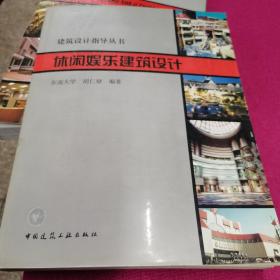 建筑设计指导丛书
休闲娱乐建筑设计
东南大学 胡仁禄 编著
中国建筑工业出版社